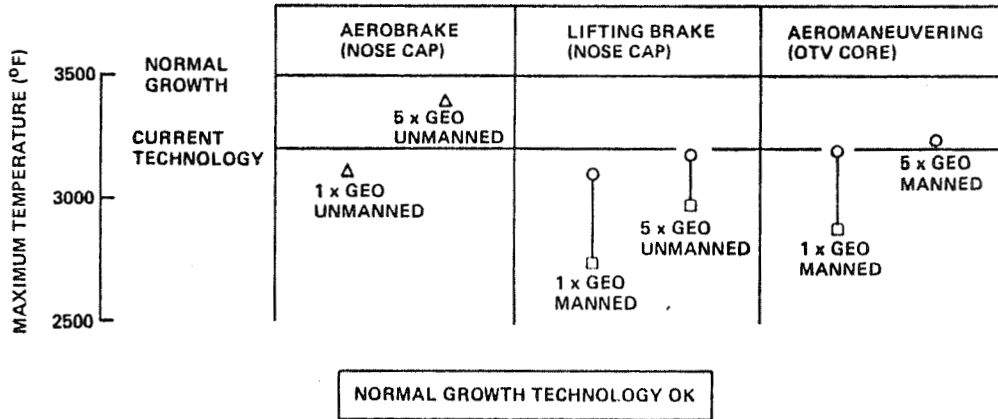 AEROBRAKE
(NOSE CAP)
LIFTING BRAKE
(NOSE CAP)
AEROMANEUVERING
(OTV CORE)
MAXIMUM TEMPERATURE (ºF)
3500
3000
2500
NORMAL
GROWTH
CURRENT
TECHNOLOGY
5 x GEO
UNMANNED
1 x GEO
UNMANNED
1 x GEO
MANNED
5 x GEO
UNMANNED
1 x GEO
MANNED
5 x GEO
MANNED
NORMAL GROWTH TECHNOLOGY OK